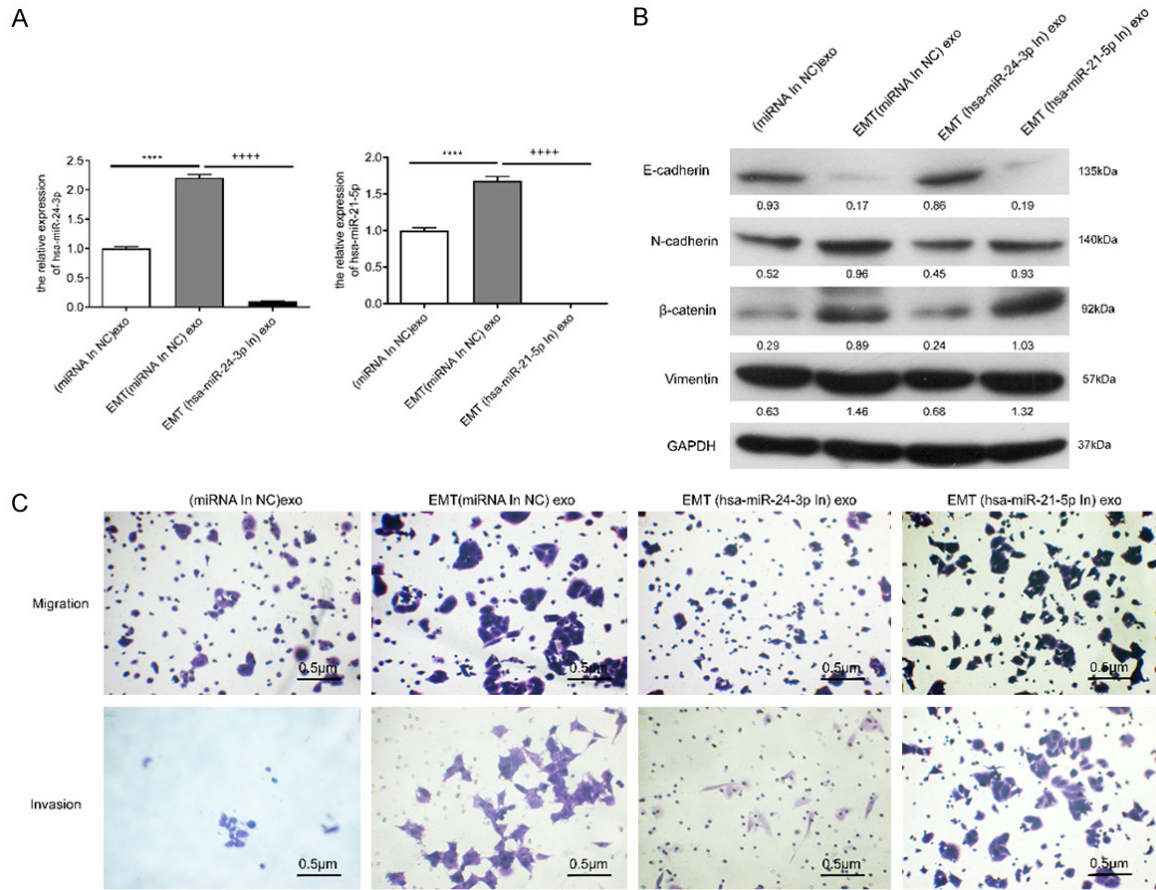 A
the relative expression
of hsa-miR-24-3p
2.5
2.0
1.5
1.0
0.5
0.0
****
++++
(miRNA In NC)exo
EMT(miRNA In NC) exo
EMT (hsa-miR-24-3p In) exo
the relative expression
of hsa-miR-21-5p
2.0
1.5
1.0
0.5
0.0
****
++++
(miRNA In NC)exo
EMT(miRNA In NC) exo
EMT (hsa-miR-21-5p In) exo
B
(miRNA In NC)exo
EMT(miRNA In NC) exo
EMT (hsa-miR-24-3p In) exo
EMT (hsa-miR-21-5p In) exo
E-cadherin 135kDa
0.93 0.17 0.86 0.19
N-cadherin 140kDa
0.52 0.96 0.45 0.93
β-catenin 92kDa
0.29 0.89 0.24 1.03
Vimentin 57kDa
0.63 1.46 0.68 1.32
GAPDH 37kDa
C
(miRNA In NC)exo EMT(miRNA In NC) exo EMT (hsa-miR-24-3p In) exo EMT (hsa-miR-21-5p In) exo
Migration
0.5μm 0.5μm 0.5μm 0.5μm
Invasion
0.5μm 0.5μm 0.5μm 0.5μm